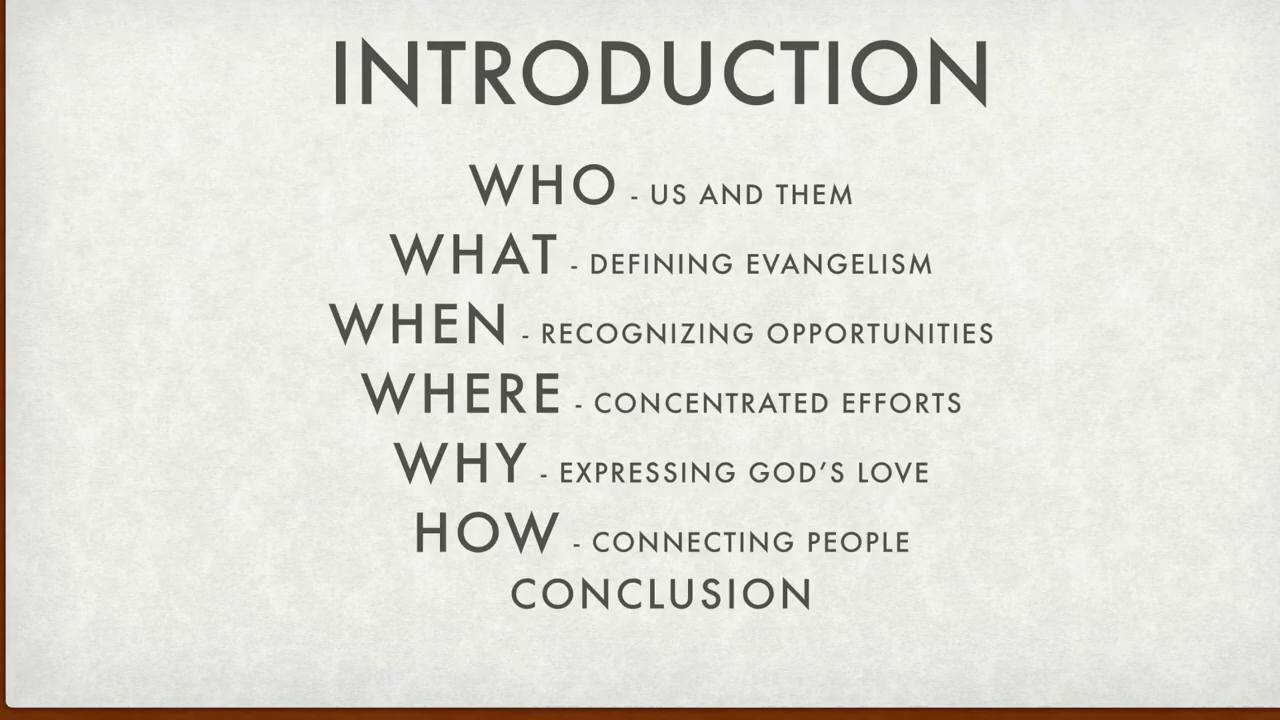 INTRODUCTION
WHO - US AND THEM
WHAT - DEFINING EVANGELISM
WHEN - RECOGNIZING OPPORTUNITIES
WHERE - CONCENTRATED EFFORTS
WHY - EXPRESSING GOD’S LOVE
HOW - CONNECTING PEOPLE
CONCLUSION